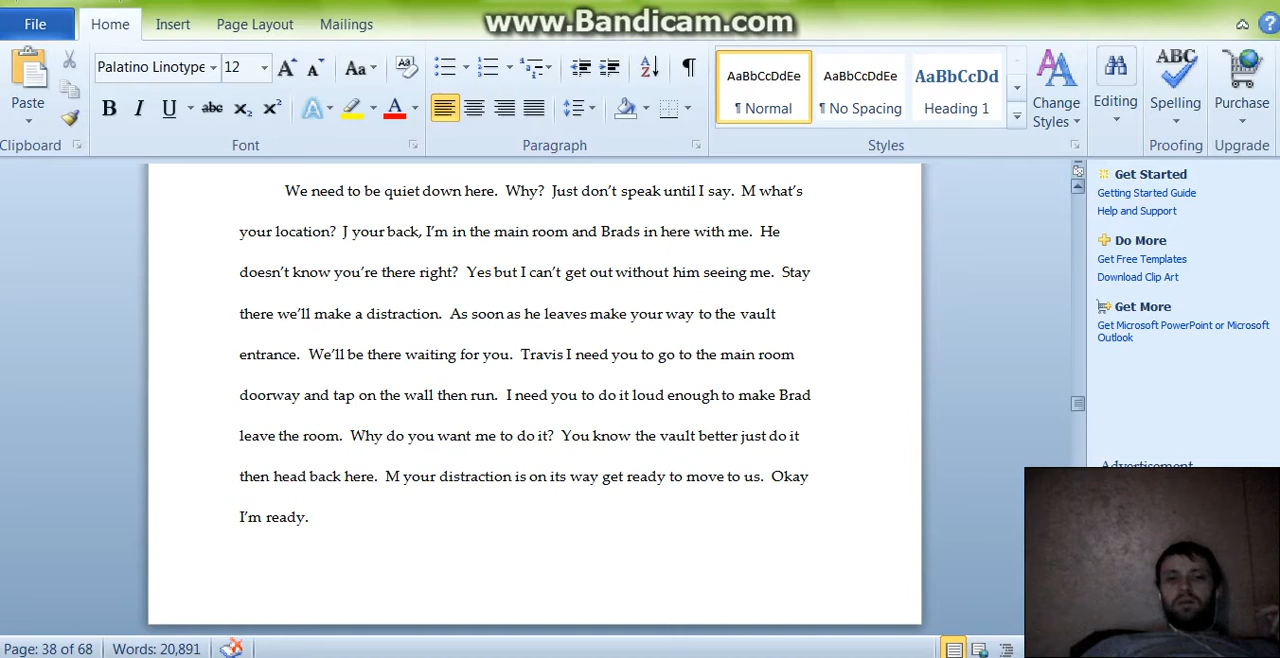 www.Bandicam.com
File Home Insert Page Layout Mailings ?
Palatino Linotype 12 Aa AaBbCcDdEe AaBbCcDdEe AaBbCcDd ABC
Paste B I U abc X2 X2 A A ¶ Normal ¶ No Spacing Heading 1 Change Styles Editing Spelling Purchase
Clipboard Font Paragraph Styles Proofing Upgrade
We need to be quiet down here. Why? Just don't speak until I say. M what's
your location? J your back, I'm in the main room and Brads in here with me. He
doesn't know you're there right? Yes but I can't get out without him seeing me. Stay
there we'll make a distraction. As soon as he leaves make your way to the vault
entrance. We'll be there waiting for you. Travis I need you to go to the main room
doorway and tap on the wall then run. I need you to do it loud enough to make Brad
leave the room. Why do you want me to do it? You know the vault better just do it
then head back here. M your distraction is on its way get ready to move to us. Okay
I'm ready.
Get Started
Getting Started Guide
Help and Support
Do More
Get Free Templates
Download Clip Art
Get More
Get Microsoft PowerPoint or Microsoft
Outlook
Advertisement
Page: 38 of 68 Words: 20,891